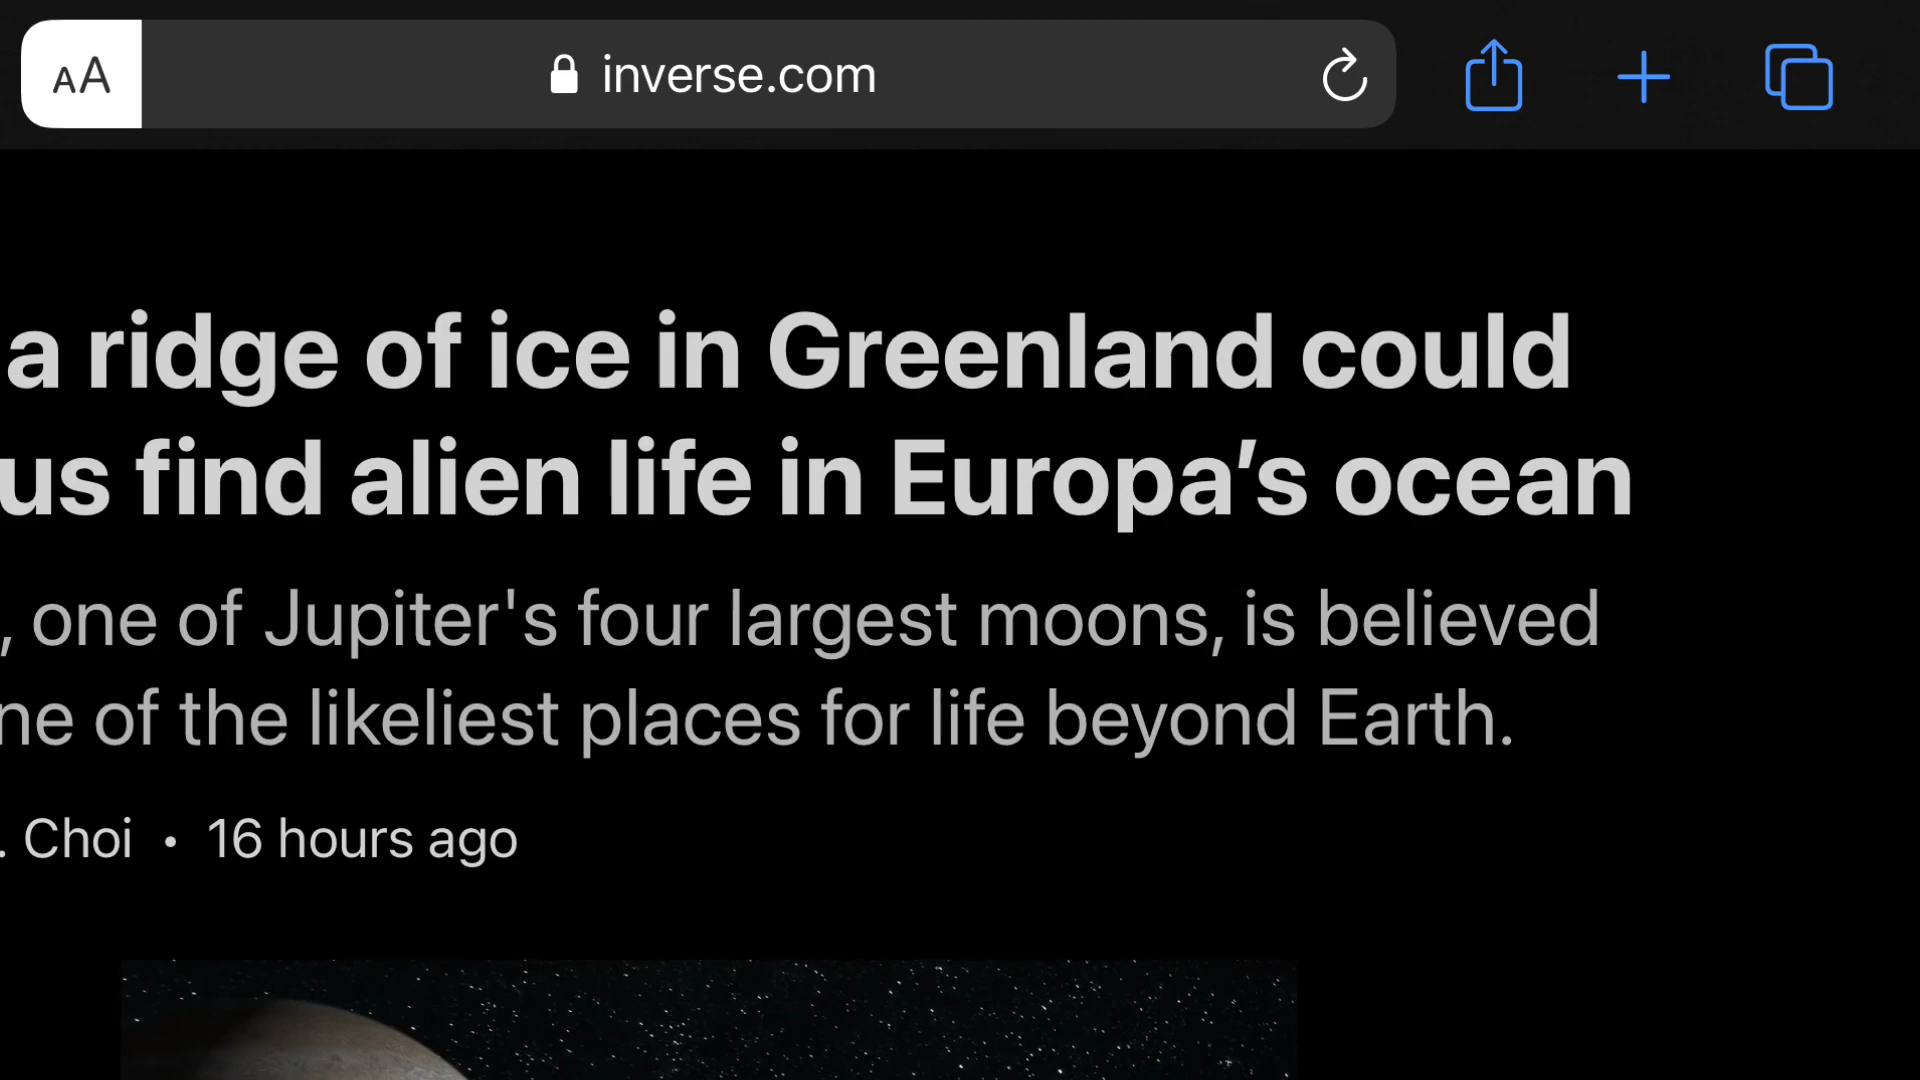 AA
inverse.com
a ridge of ice in Greenland could
us find alien life in Europa’s ocean
, one of Jupiter's four largest moons, is believed
ne of the likeliest places for life beyond Earth.
. Choi • 16 hours ago